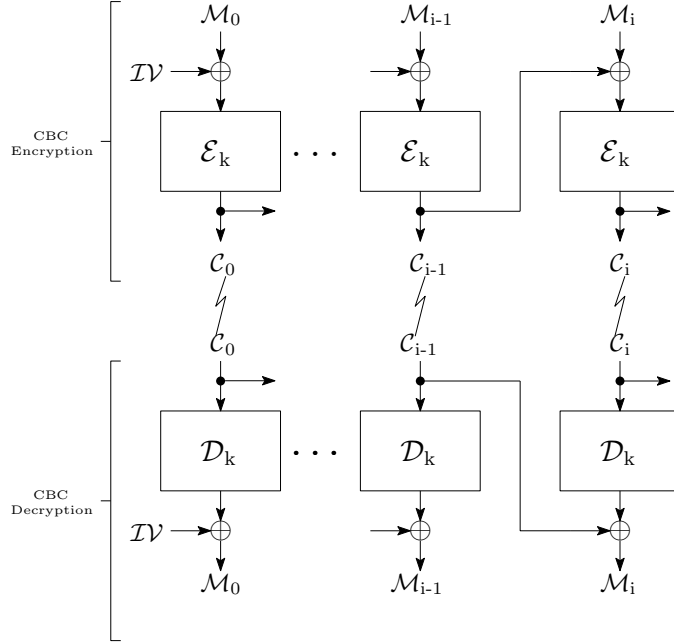 M₀ Mᵢ₋₁ Mᵢ
IV
CBC
Encryption
Eₖ ... Eₖ Eₖ
C₀ Cᵢ₋₁ Cᵢ
C₀ Cᵢ₋₁ Cᵢ
Dₖ ... Dₖ Dₖ
CBC
Decryption
IV
M₀ Mᵢ₋₁ Mᵢ